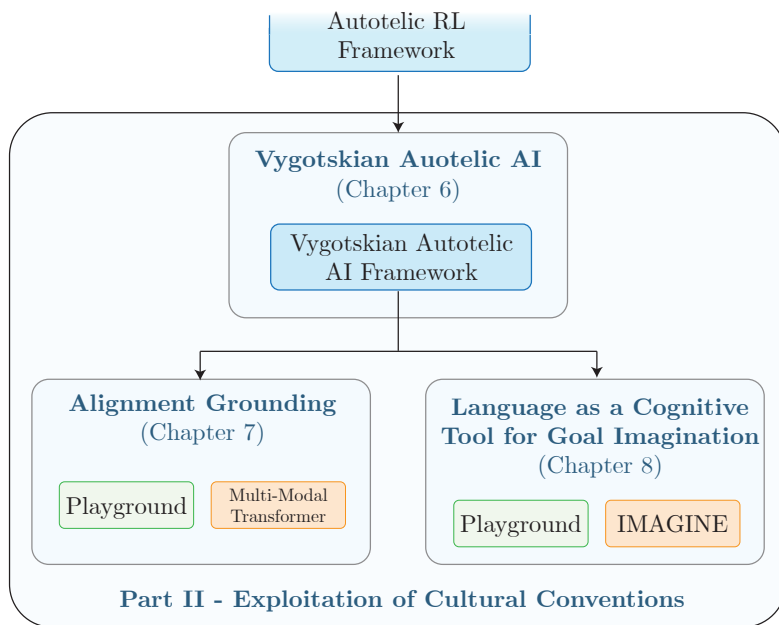 Autotelic RL
Framework
Vygotskian Auotelic AI
(Chapter 6)
Vygotskian Autotelic
AI Framework
Alignment Grounding
(Chapter 7)
Playground
Multi-Modal
Transformer
Language as a Cognitive
Tool for Goal Imagination
(Chapter 8)
Playground
IMAGINE
Part II - Exploitation of Cultural Conventions